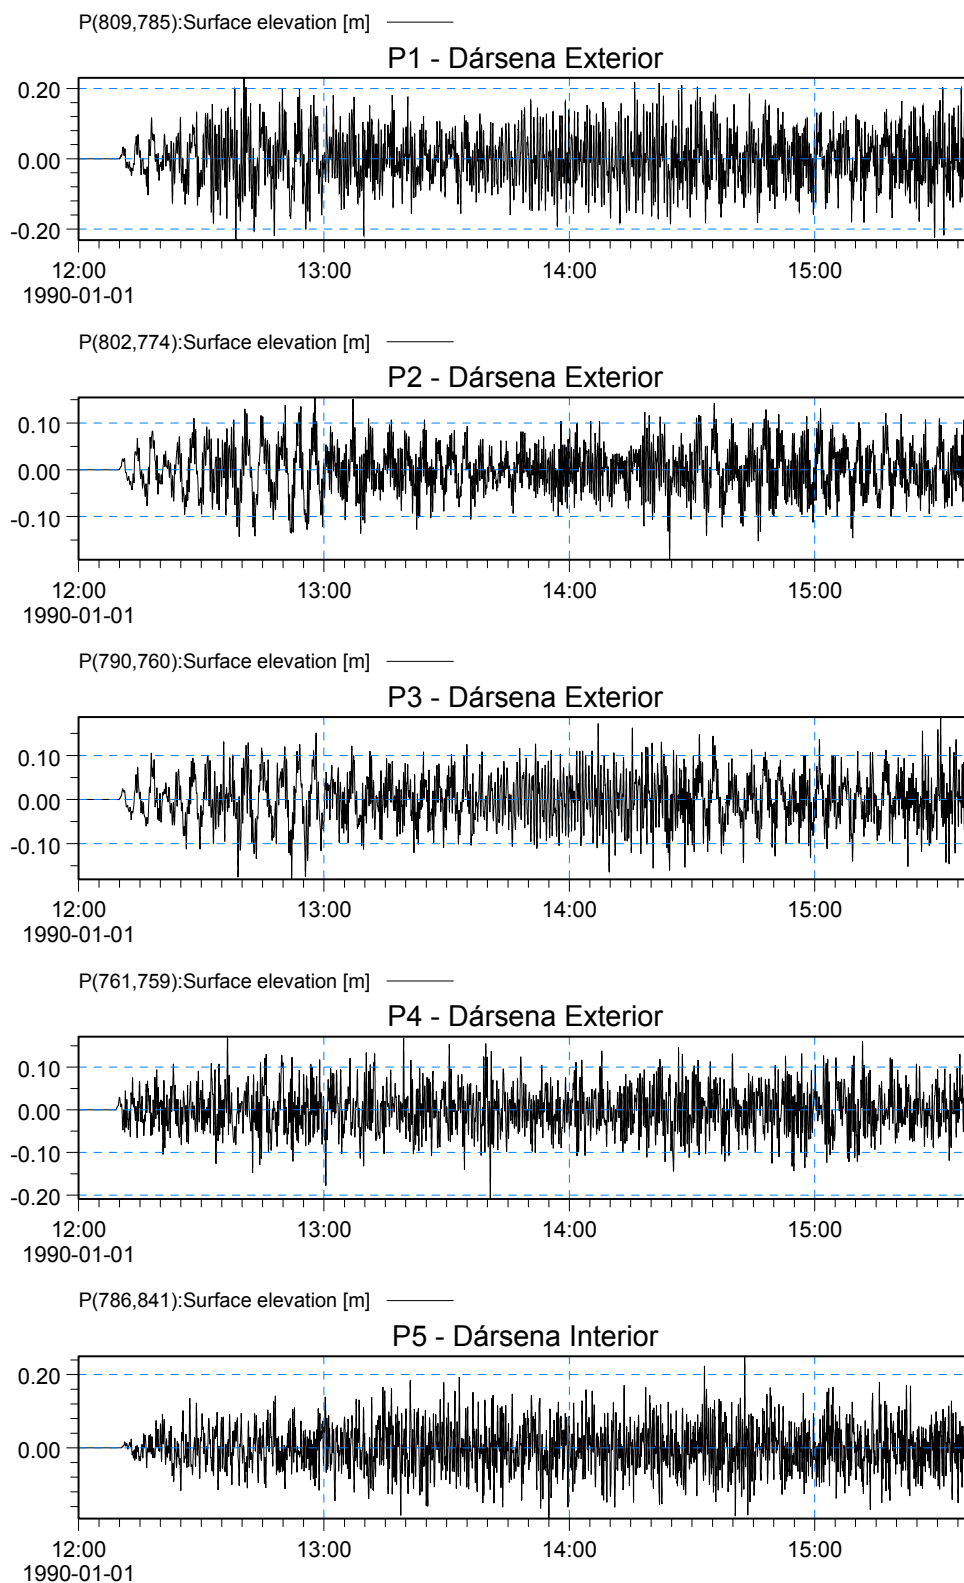 P(809,785):Surface elevation [m]
P1 - Dársena Exterior
0.20
0.00
-0.20
12:00 13:00 14:00 15:00
1990-01-01
P(802,774):Surface elevation [m]
P2 - Dársena Exterior
0.10
0.00
-0.10
12:00 13:00 14:00 15:00
1990-01-01
P(790,760):Surface elevation [m]
P3 - Dársena Exterior
0.10
0.00
-0.10
12:00 13:00 14:00 15:00
1990-01-01
P(761,759):Surface elevation [m]
P4 - Dársena Exterior
0.10
0.00
-0.10
-0.20
12:00 13:00 14:00 15:00
1990-01-01
P(786,841):Surface elevation [m]
P5 - Dársena Interior
0.20
0.00
12:00 13:00 14:00 15:00
1990-01-01